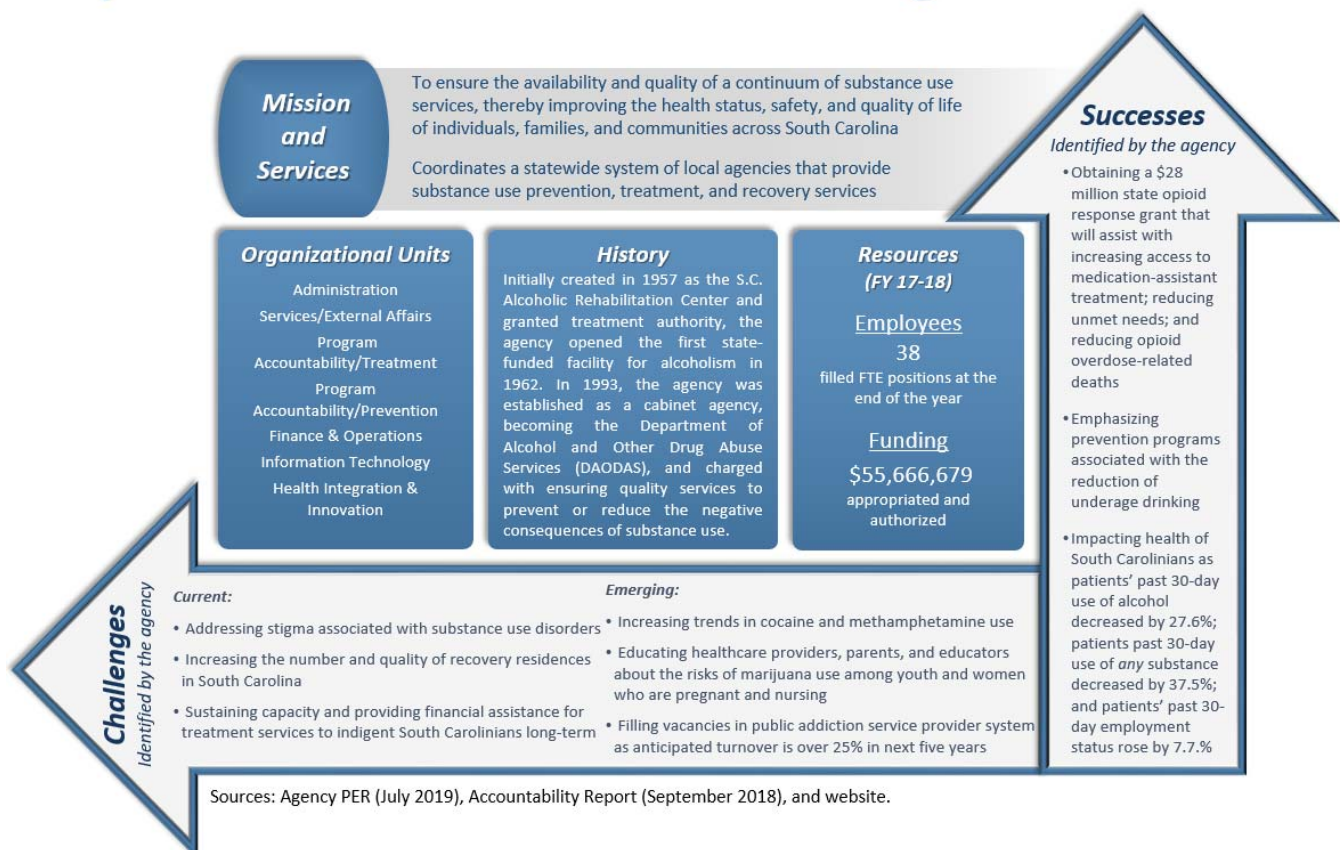 Mission
and
Services
To ensure the availability and quality of a continuum of substance use
services, thereby improving the health status, safety, and quality of life
of individuals, families, and communities across South Carolina
Coordinates a statewide system of local agencies that provide
substance use prevention, treatment, and recovery services
Organizational Units
Administration
Services/External Affairs
Program
Accountability/Treatment
Program
Accountability/Prevention
Finance & Operations
Information Technology
Health Integration &
Innovation
History
Initially created in 1957 as the S.C.
Alcoholic Rehabilitation Center and
granted treatment authority, the
agency opened the first state-
funded facility for alcoholism in
1962. In 1993, the agency was
established as a cabinet agency,
becoming the Department of
Alcohol and Other Drug Abuse
Services (DAODAS), and charged
with ensuring quality services to
prevent or reduce the negative
consequences of substance use.
Resources
(FY 17-18)
Employees
38
filled FTE positions at the
end of the year
Funding
$55,666,679
appropriated and
authorized
Successes
Identified by the agency
•Obtaining a $28
million state opioid
response grant that
will assist with
increasing access to
medication-assistant
treatment; reducing
unmet needs; and
reducing opioid
overdose-related
deaths
•Emphasizing
prevention programs
associated with the
reduction of
underage drinking
•Impacting health of
South Carolinians as
patients' past 30-day
use of alcohol
decreased by 27.6%;
patients past 30-day
use of any substance
decreased by 37.5%;
and patients' past 30-
day employment
status rose by 7.7.%
Challenges
Identified by the agency
Current:
• Addressing stigma associated with substance use disorders
• Increasing the number and quality of recovery residences
in South Carolina
• Sustaining capacity and providing financial assistance for
treatment services to indigent South Carolinians long-term
Emerging:
• Increasing trends in cocaine and methamphetamine use
• Educating healthcare providers, parents, and educators
about the risks of marijuana use among youth and women
who are pregnant and nursing
• Filling vacancies in public addiction service provider system
as anticipated turnover is over 25% in next five years
Sources: Agency PER (July 2019), Accountability Report (September 2018), and website.